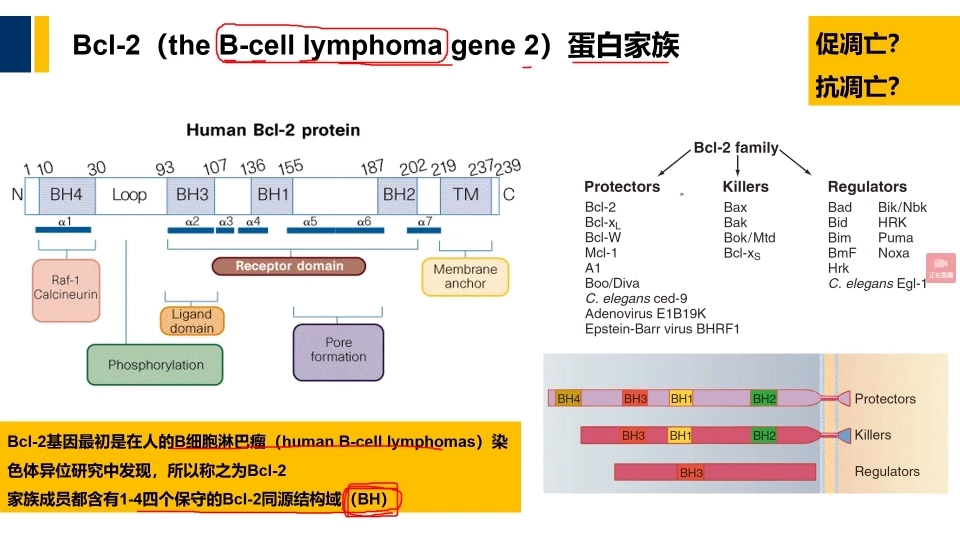 Bcl-2（the B-cell lymphoma gene 2）蛋白家族
促凋亡？
抗凋亡？
Human Bcl-2 protein
1 10 30 93 107 136 155 187 202 219 237 239
N BH4 Loop BH3 BH1 BH2 TM C
α1 α2 α3 α4 α5 α6 α7
Receptor domain
Raf-1
Calcineurin
Membrane
anchor
Ligand
domain
Pore
formation
Phosphorylation
Bcl-2 family
Protectors
Bcl-2
Bcl-xL
Bcl-W
Mcl-1
A1
Boo/Diva
C. elegans ced-9
Adenovirus E1B19K
Epstein-Barr virus BHRF1
Killers
Bax
Bak
Bok/Mtd
Bcl-xS
Regulators
Bad Bik/Nbk
Bid HRK
Bim Puma
BmF Noxa
Hrk
C. elegans Egl-1
正在直播
BH4 BH3 BH1 BH2 Protectors
BH3 BH1 BH2 Killers
BH3 Regulators
Bcl-2基因最初是在人的B细胞淋巴瘤（human B-cell lymphomas）染
色体异位研究中发现，所以称之为Bcl-2
家族成员都含有1-4四个保守的Bcl-2同源结构域（BH）